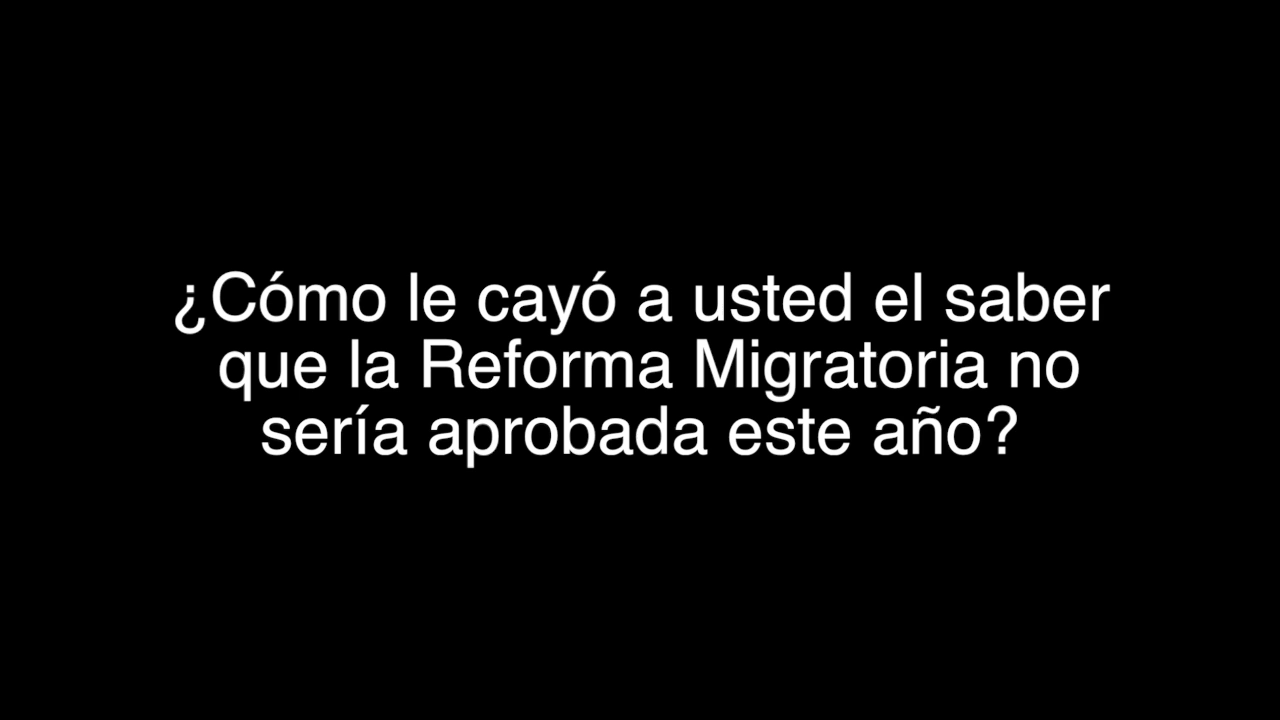 ¿Cómo le cayó a usted el saber
que la Reforma Migratoria no
sería aprobada este año?